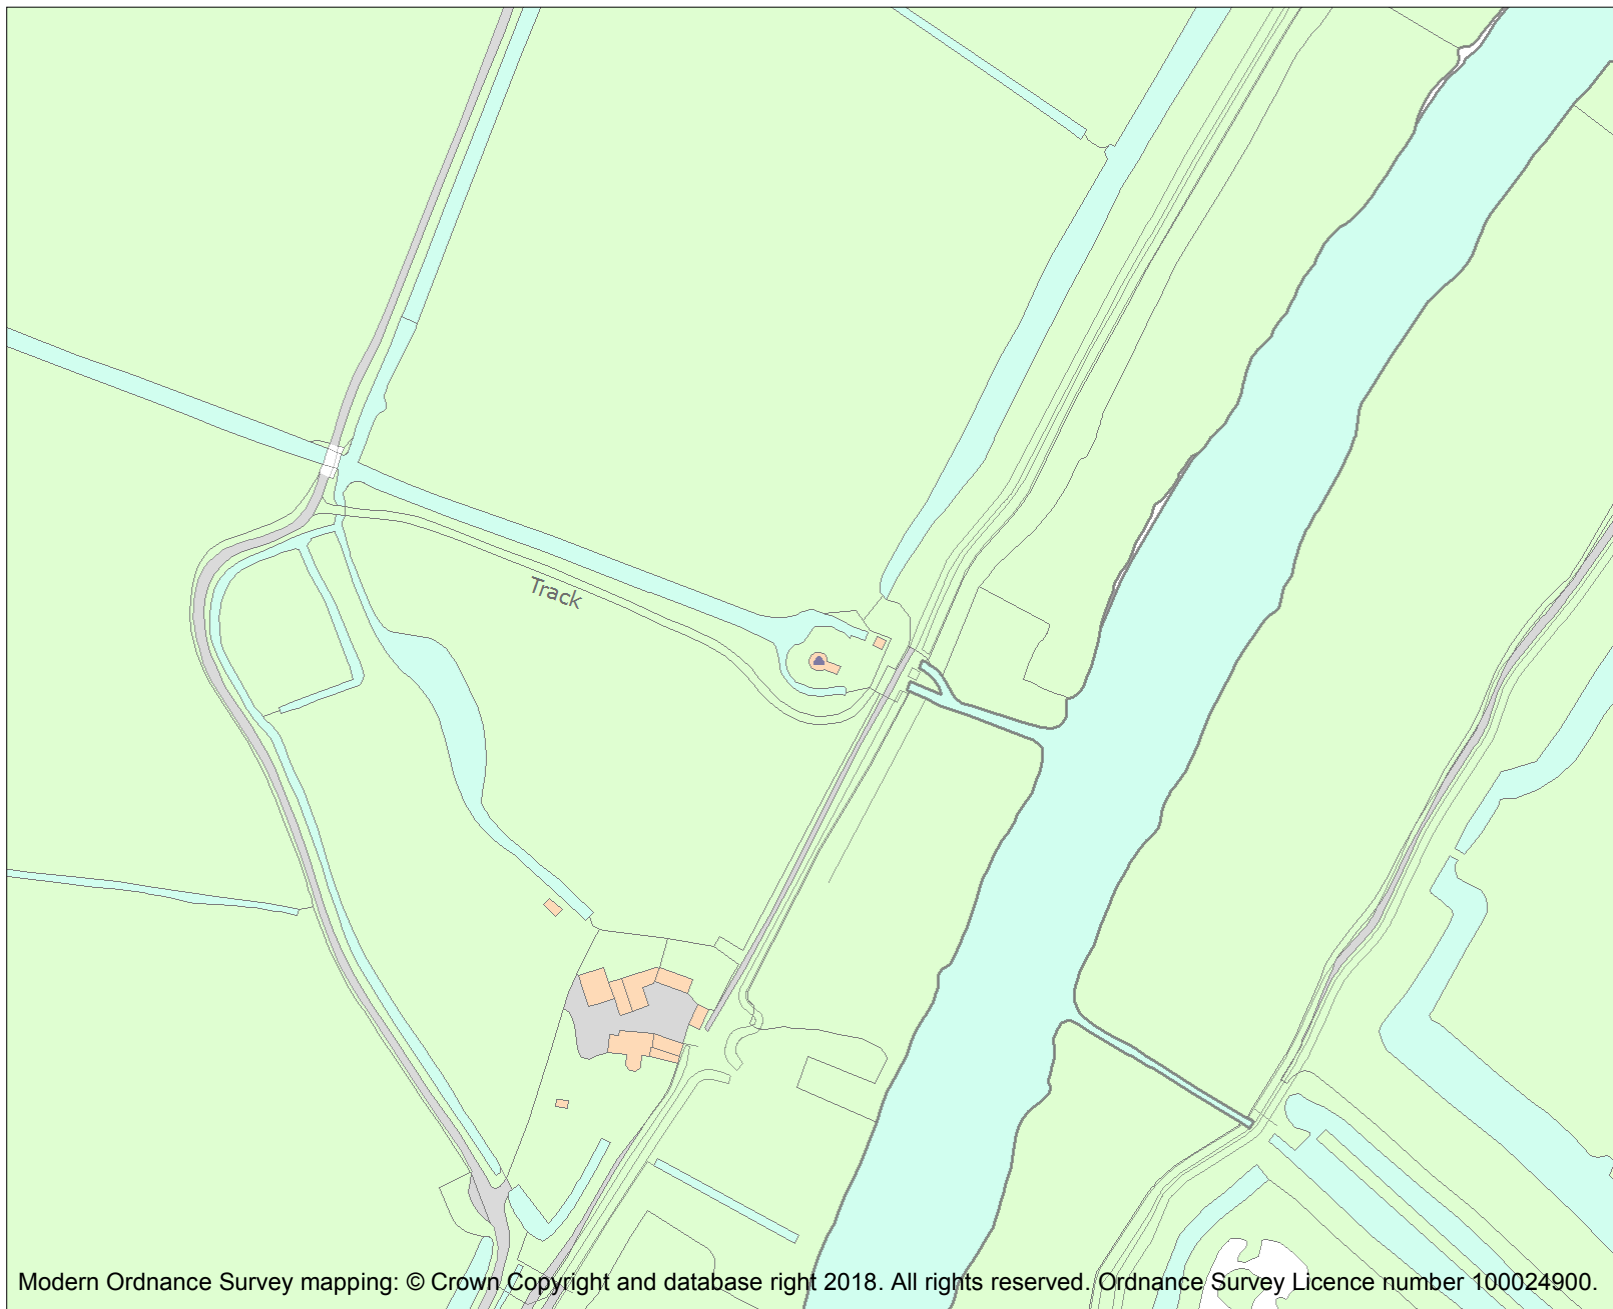 Track
Modern Ordnance Survey mapping: © Crown Copyright and database right 2018. All rights reserved. Ordnance Survey Licence number 100024900.